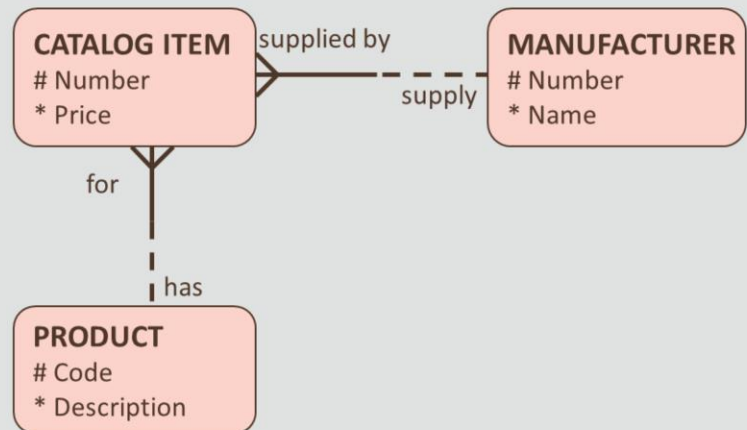 CATALOG ITEM
# Number
* Price
supplied by
supply
MANUFACTURER
# Number
* Name
for
has
PRODUCT
# Code
* Description